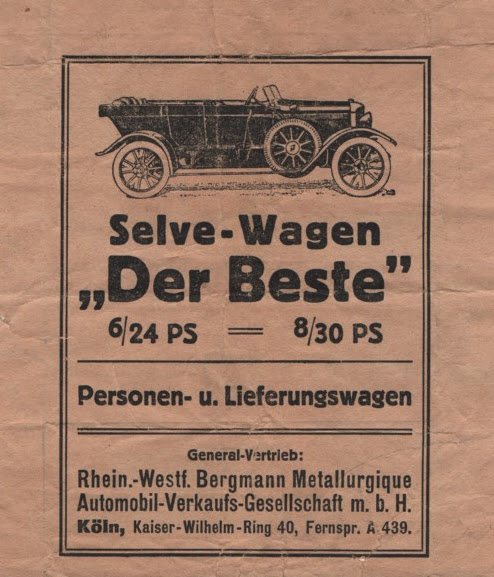 Selve-Wagen
„Der Beste”
6/24 PS = 8/30 PS
Personen- u. Lieferungswagen
General-Vertrieb:
Rhein.-Westf. Bergmann Metallurgique
Automobil-Verkaufs-Gesellschaft m. b. H.
Köln, Kaiser-Wilhelm-Ring 40, Fernspr. A 439.